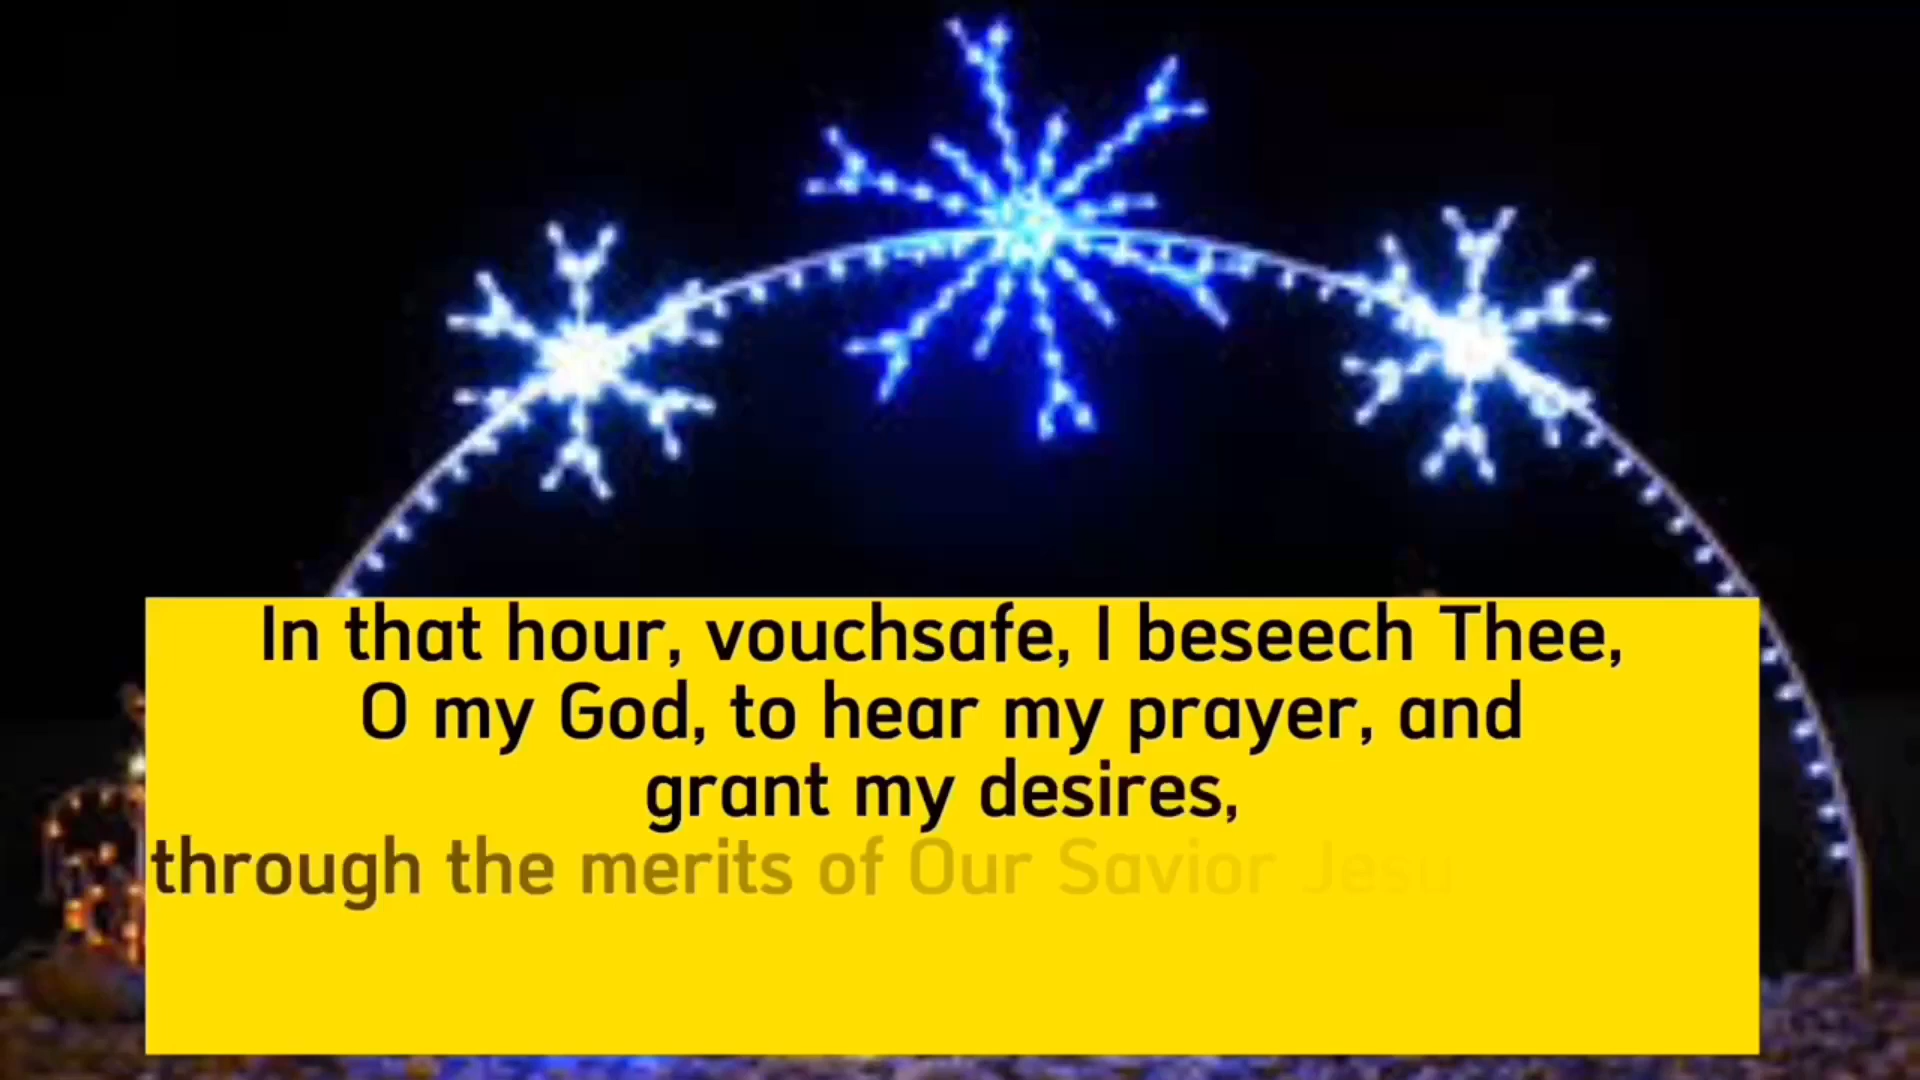 In that hour, vouchsafe, I beseech Thee,
O my God, to hear my prayer, and
grant my desires,
through the merits of Our Savior Jesu